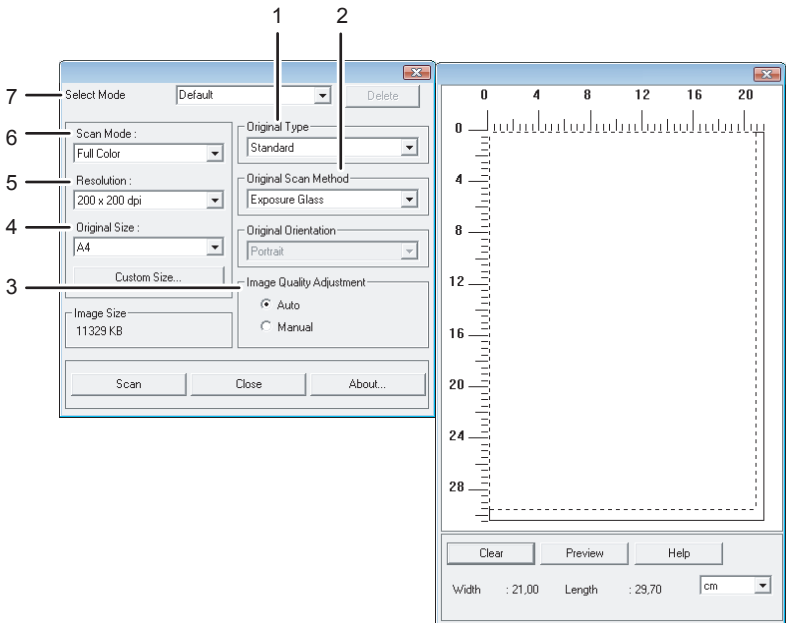 1 2
7 Select Mode Default Delete
6 Scan Mode :
Full Color
5 Resolution :
200 x 200 dpi
4 Original Size :
A4
Custom Size...
Image Size
11329 KB
Original Type
Standard
Original Scan Method
Exposure Glass
Original Orientation
Portrait
3 Image Quality Adjustment
Auto
Manual
Scan Close About...
0 4 8 12 16 20
0
4
8
12
16
20
24
28
Clear Preview Help
Width : 21,00 Length : 29,70 cm